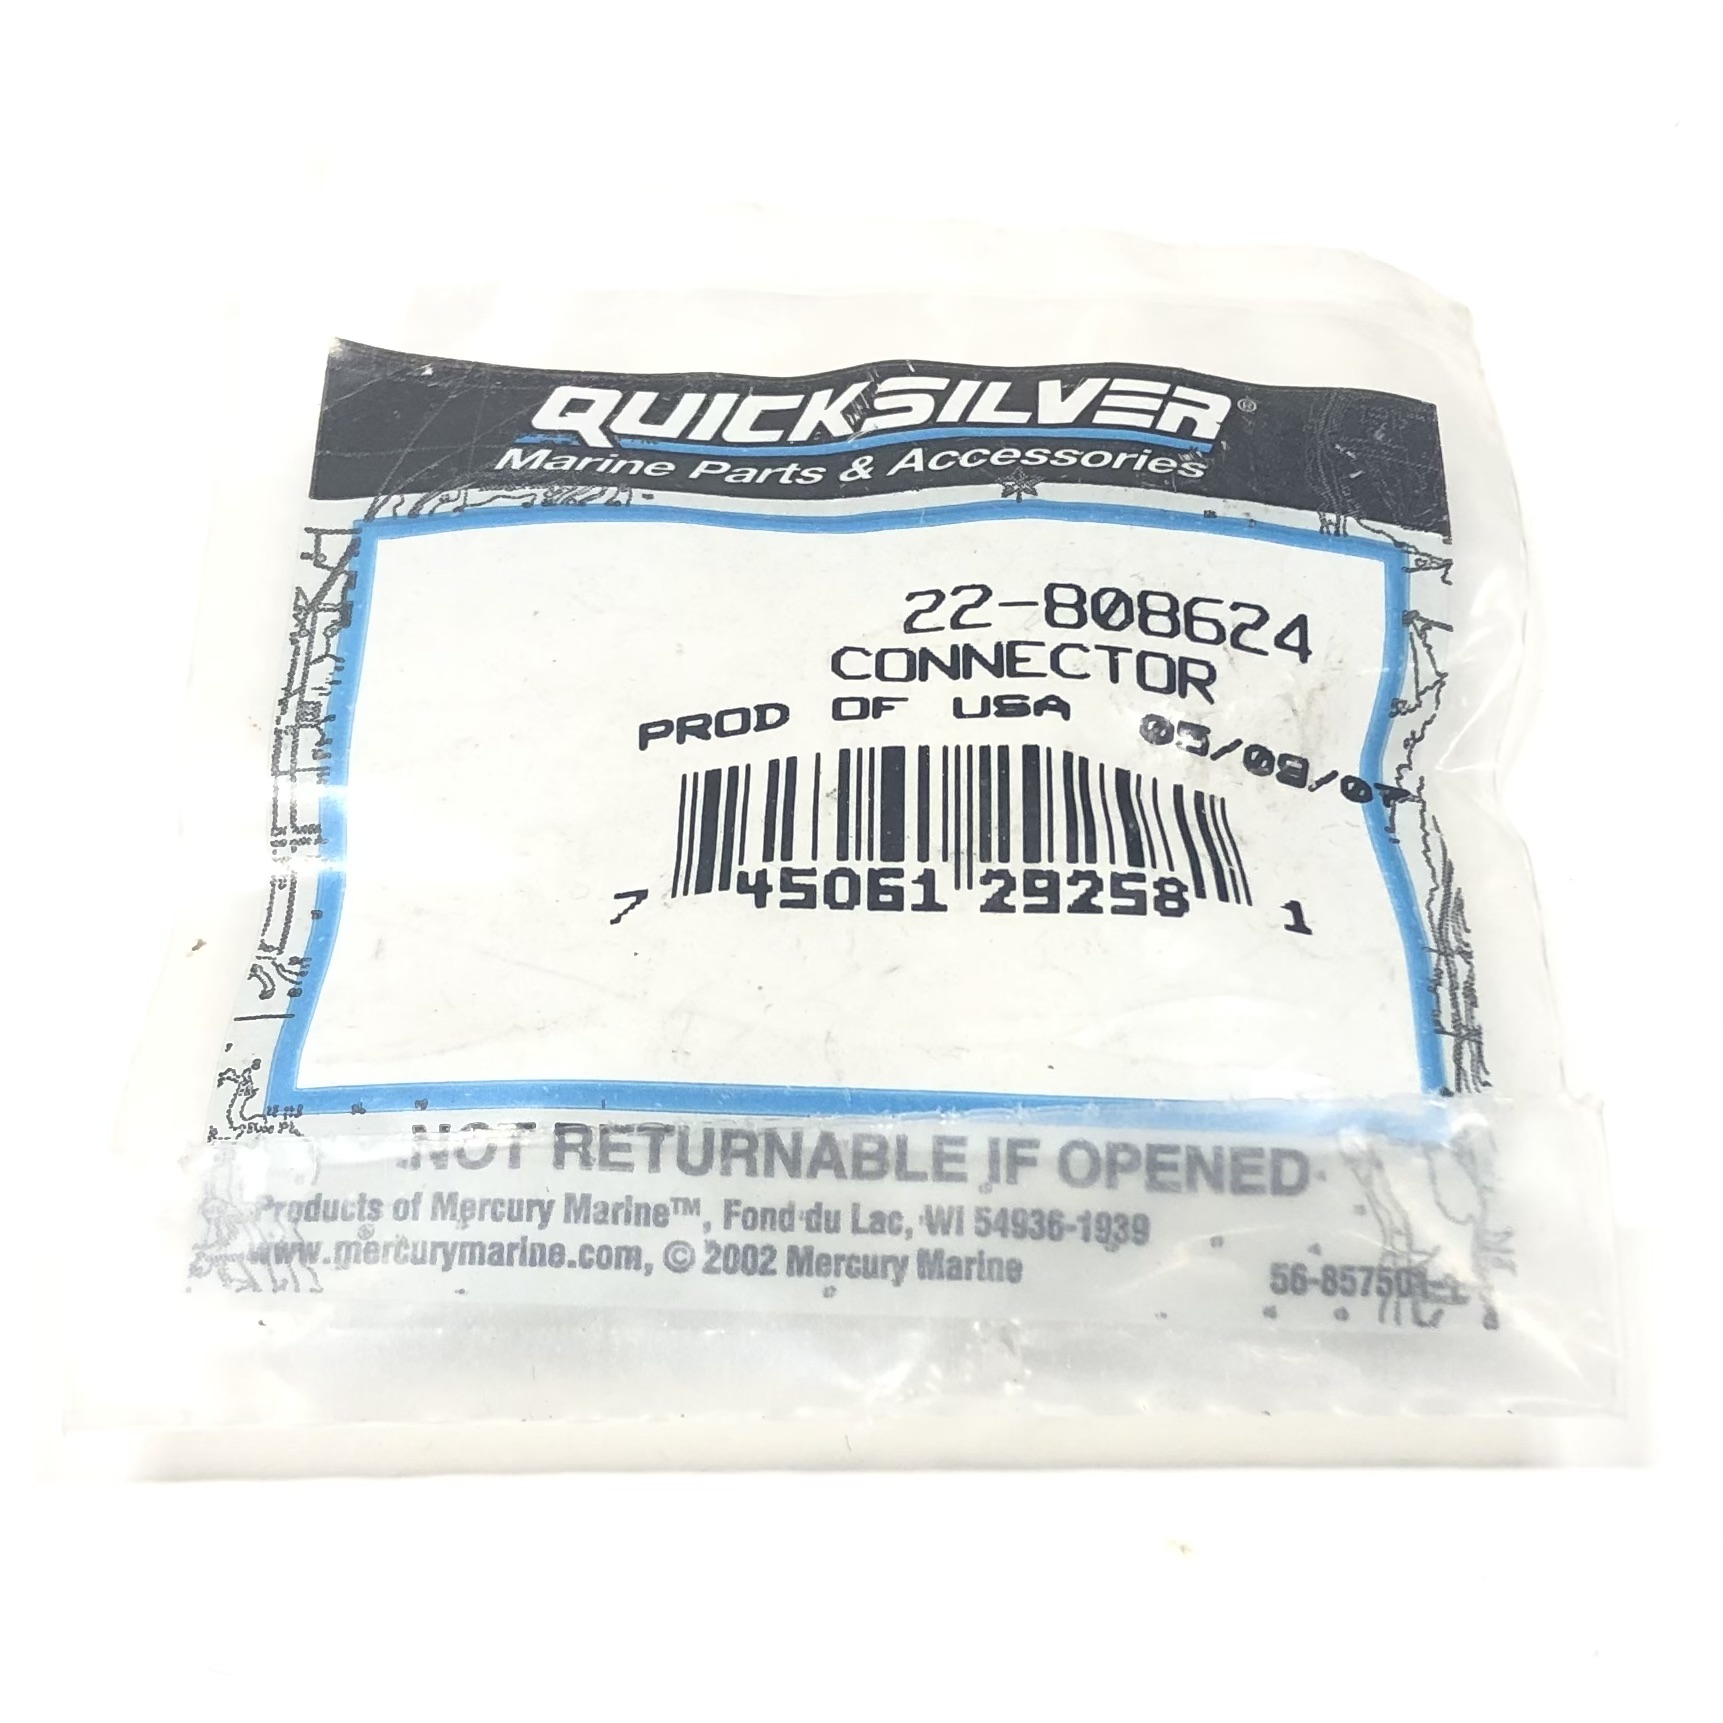 QUICKSILVER®
Marine Parts & Accessories
22-808624
CONNECTOR
PROD OF USA
7 45061 29258 1
NOT RETURNABLE IF OPENED
Products of Mercury Marine™, Fond du Lac, WI 54936-1939
www.mercurymarine.com, © 2002 Mercury Marine